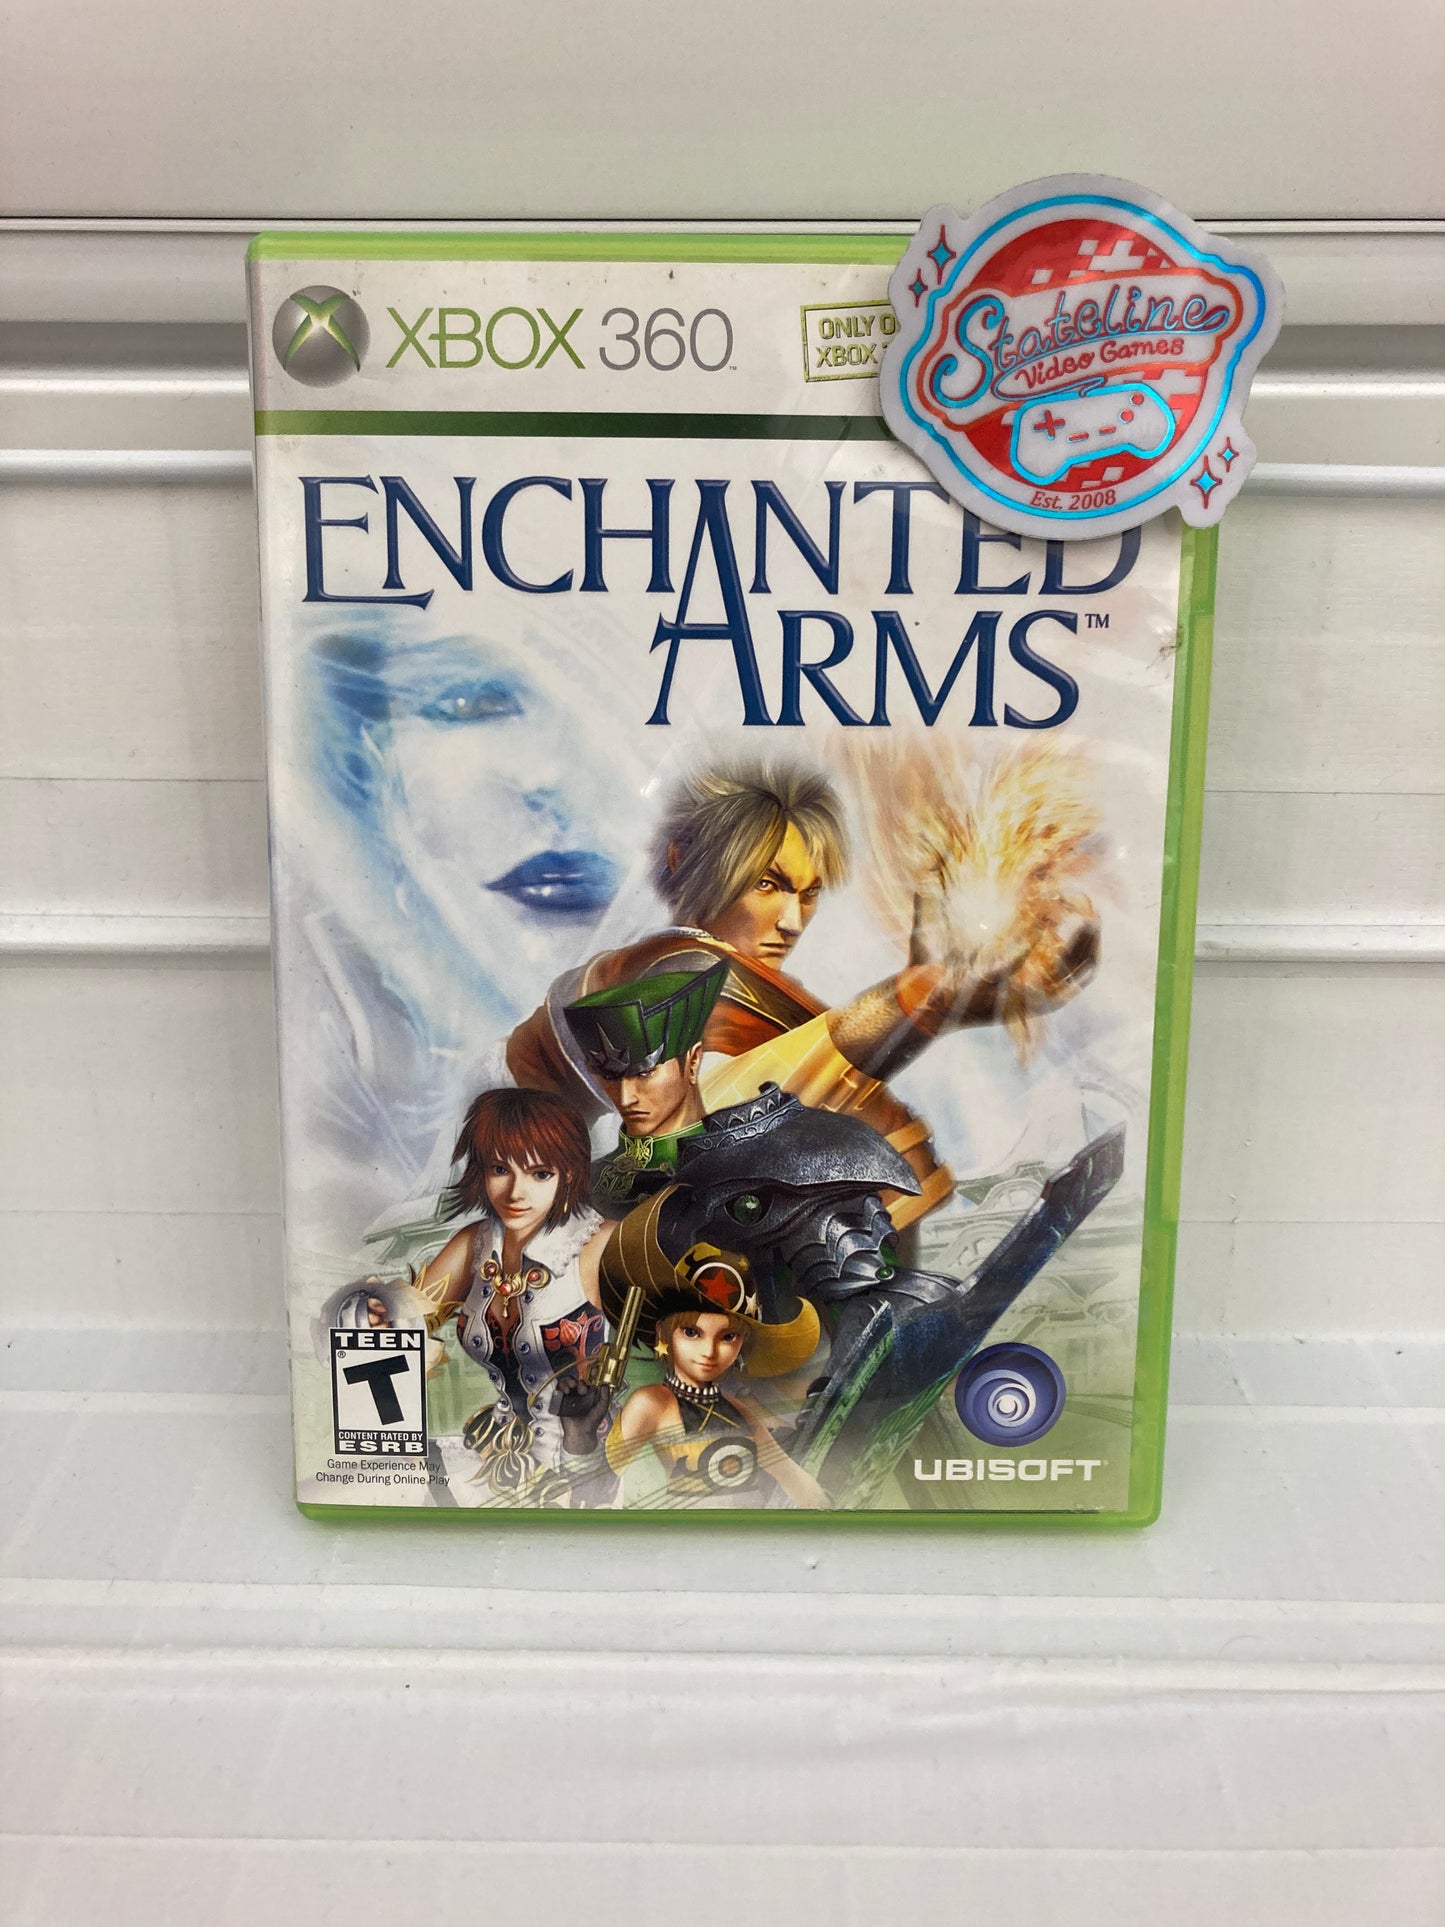 XBOX 360™
ONLY O
XBOX
Stateline
Video Games
Est. 2008
ENCHANTED
ARMS™
TEEN
T
®
CONTENT RATED BY
ESRB
Game Experience May
Change During Online Play
UBISOFT®